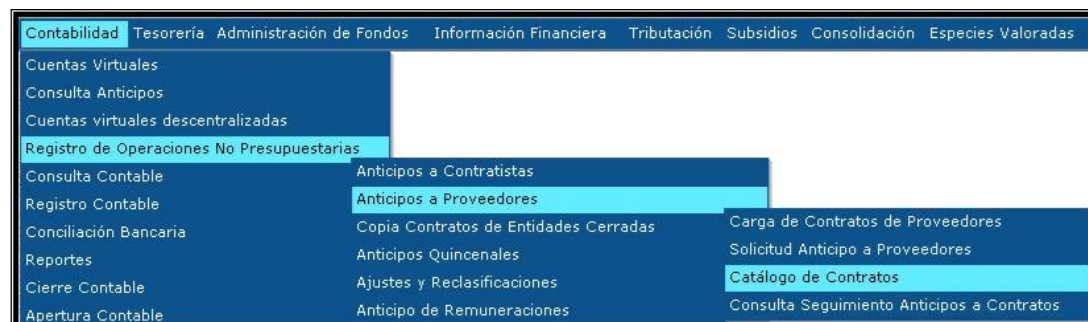 Contabilidad Tesorería Administración de Fondos Información Financiera Tributación Subsidios Consolidación Especies Valoradas
Cuentas Virtuales
Consulta Anticipos
Cuentas virtuales descentralizadas
Registro de Operaciones No Presupuestarias
Consulta Contable
Registro Contable
Conciliación Bancaria
Reportes
Cierre Contable
Apertura Contable
Anticipos a Contratistas
Anticipos a Proveedores
Copia Contratos de Entidades Cerradas
Anticipos Quincenales
Ajustes y Reclasificaciones
Anticipo de Remuneraciones
Carga de Contratos de Proveedores
Solicitud Anticipo a Proveedores
Catálogo de Contratos
Consulta Seguimiento Anticipos a Contratos